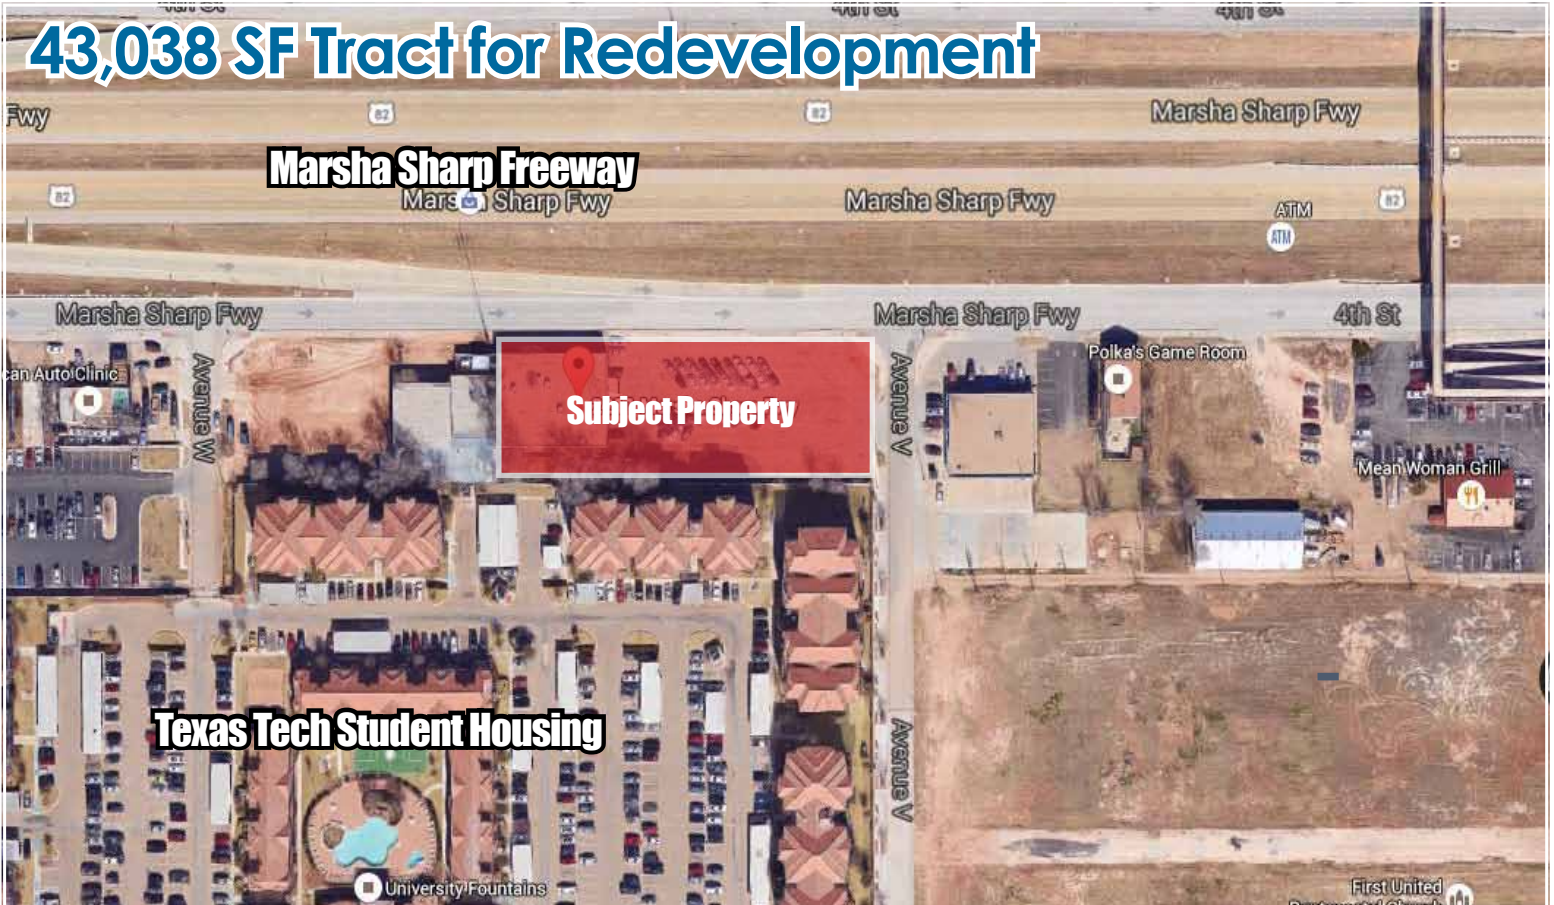 4th St
4th St
4th St
43,038 SF Tract for Redevelopment
Fwy
82
82
Marsha Sharp Fwy
Marsha Sharp Freeway
82
Marsha Sharp Fwy
Marsha Sharp Fwy
82
ATM
ATM
Marsha Sharp Fwy
Marsha Sharp Fwy
4th St
can Auto Clinic
Avenue W
Avenue V
Polka's Game Room
Subject Property
Mean Woman Grill
Texas Tech Student Housing
Avenue V
University Fountains
First United